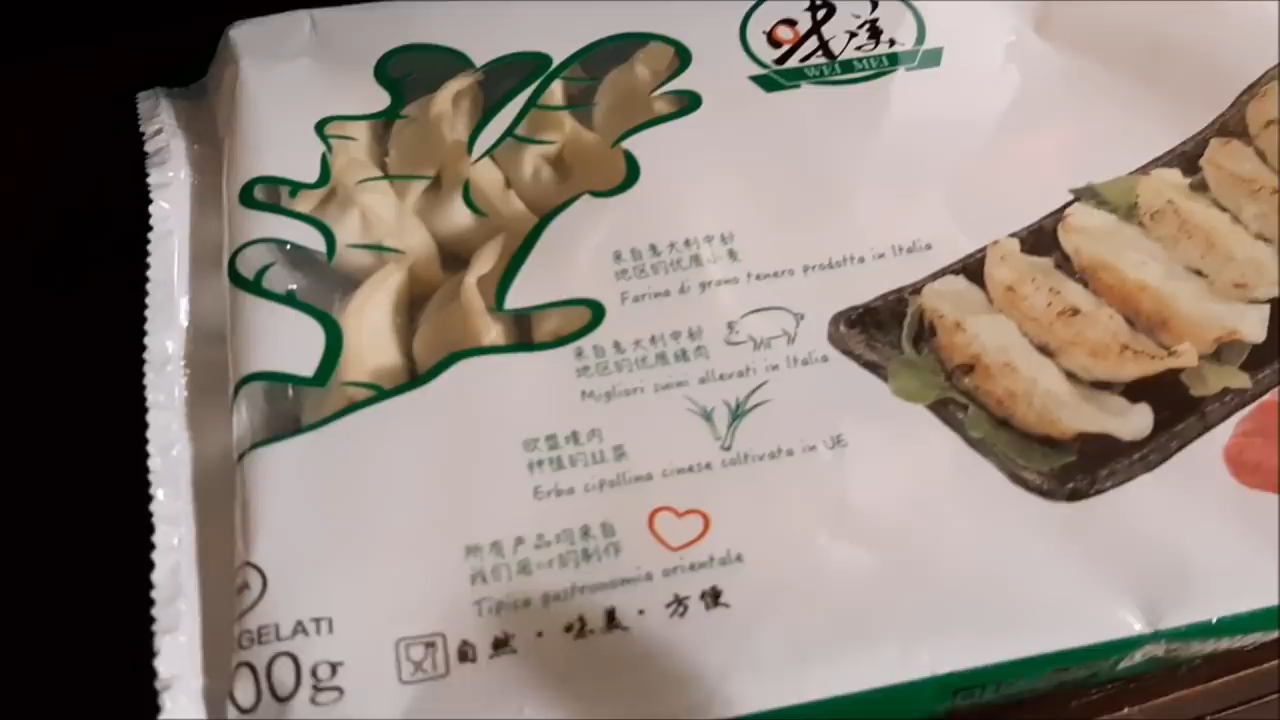 味美
WEI MEI
来自意大利中部
地区的优质小麦
Farina di grano tenero prodotta in Italia
来自意大利中部
地区的优质猪肉
Migliori suini allevati in Italia
欧盟境内
种植的韭菜
Erba cipollina cinese coltivata in UE
所有产品均来自
我们用心的制作
Tipica gastronomia orientale
自然·味美·方便
GELATI
00g